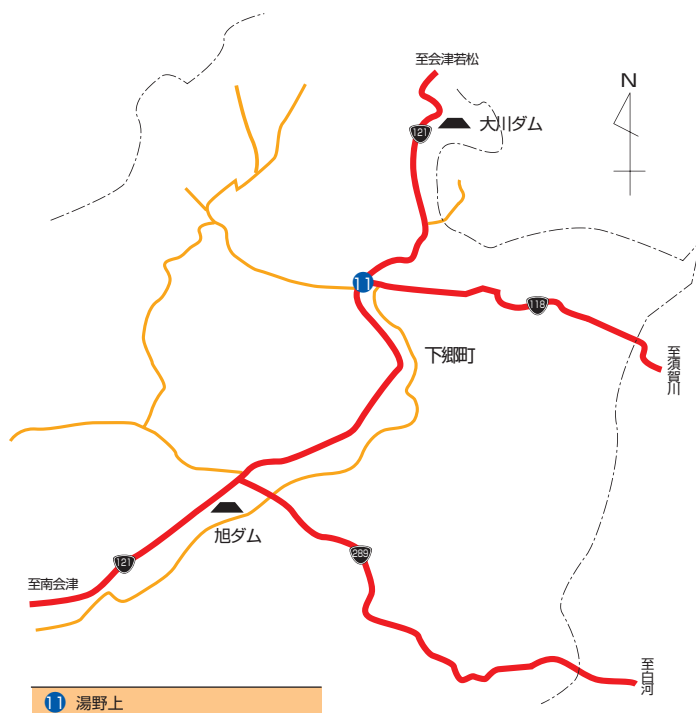 至会津若松
N
121
大川ダム
11
118
至須賀川
下郷町
旭ダム
121
289
至南会津
至白河
11 湯野上